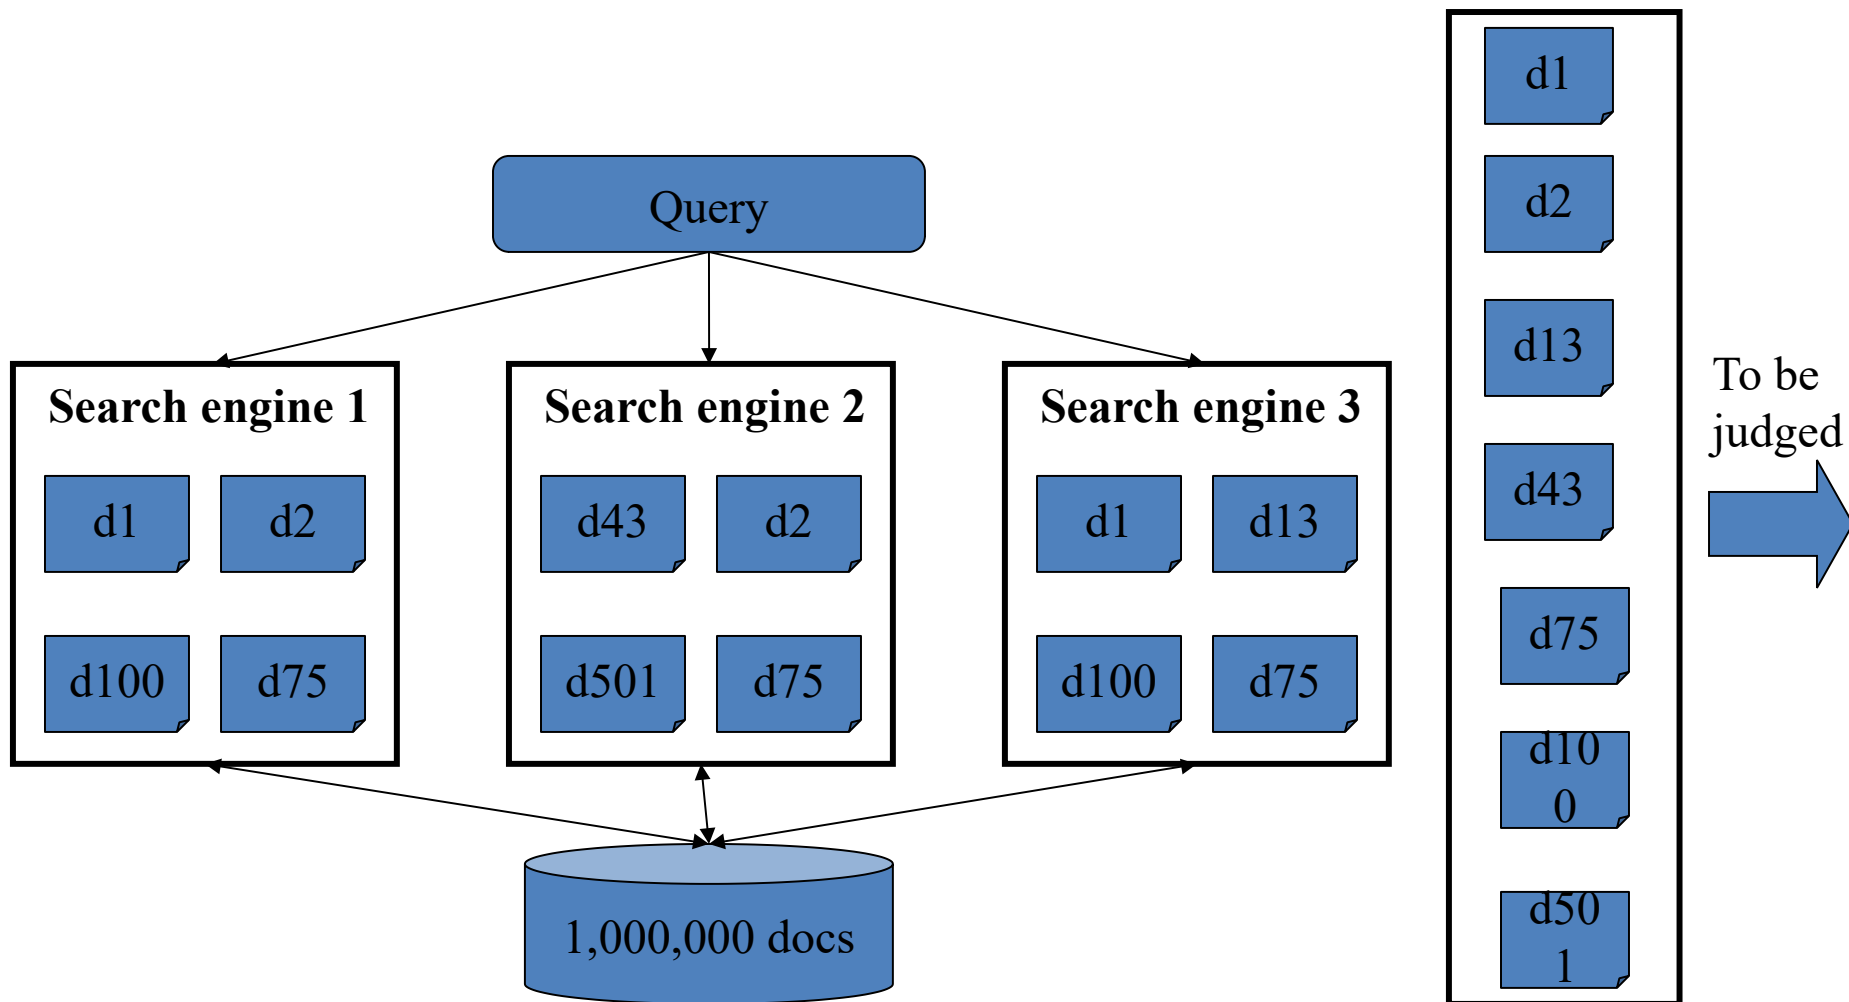 Query
Search engine 1
d1 d2
d100 d75
Search engine 2
d43 d2
d501 d75
Search engine 3
d1 d13
d100 d75
1,000,000 docs
d1
d2
d13
d43
d75
d10
0
d50
1
To be
judged